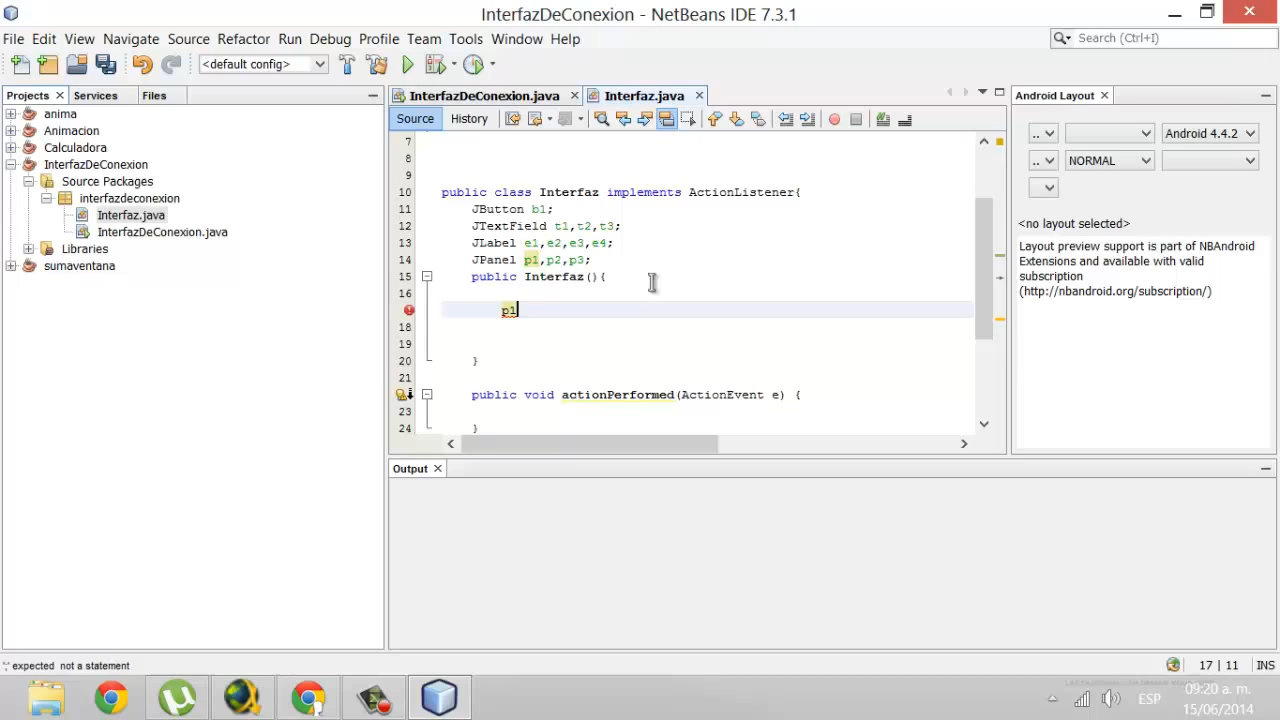 InterfazDeConexion - NetBeans IDE 7.3.1
File Edit View Navigate Source Refactor Run Debug Profile Team Tools Window Help
Search (Ctrl+I)
<default config>
Projects Services Files
InterfazDeConexion.java Interfaz.java
Android Layout
anima
Animacion
Calculadora
InterfazDeConexion
Source Packages
interfazdeconexion
Interfaz.java
InterfazDeConexion.java
Libraries
sumaventana
Source History
7
8
9
10 public class Interfaz implements ActionListener{
11 JButton b1;
12 JTextField t1,t2,t3;
13 JLabel e1,e2,e3,e4;
14 JPanel p1,p2,p3;
15 public Interfaz(){
16
p1
18
19
20 }
21
public void actionPerformed(ActionEvent e) {
23
24 }
.. Android 4.4.2
.. NORMAL
<no layout selected>
Layout preview support is part of NBAndroid
Extensions and available with valid
subscription
(http://nbandroid.org/subscription/)
Output
';' expected not a statement
17 | 11 INS
ESP
09:20 a. m.
15/06/2014